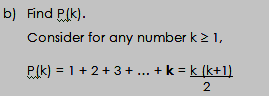 b) Find P(k).
Consider for any number k ≥ 1,
P(k) = 1 + 2 + 3 + ... + k = k (k+1)
2